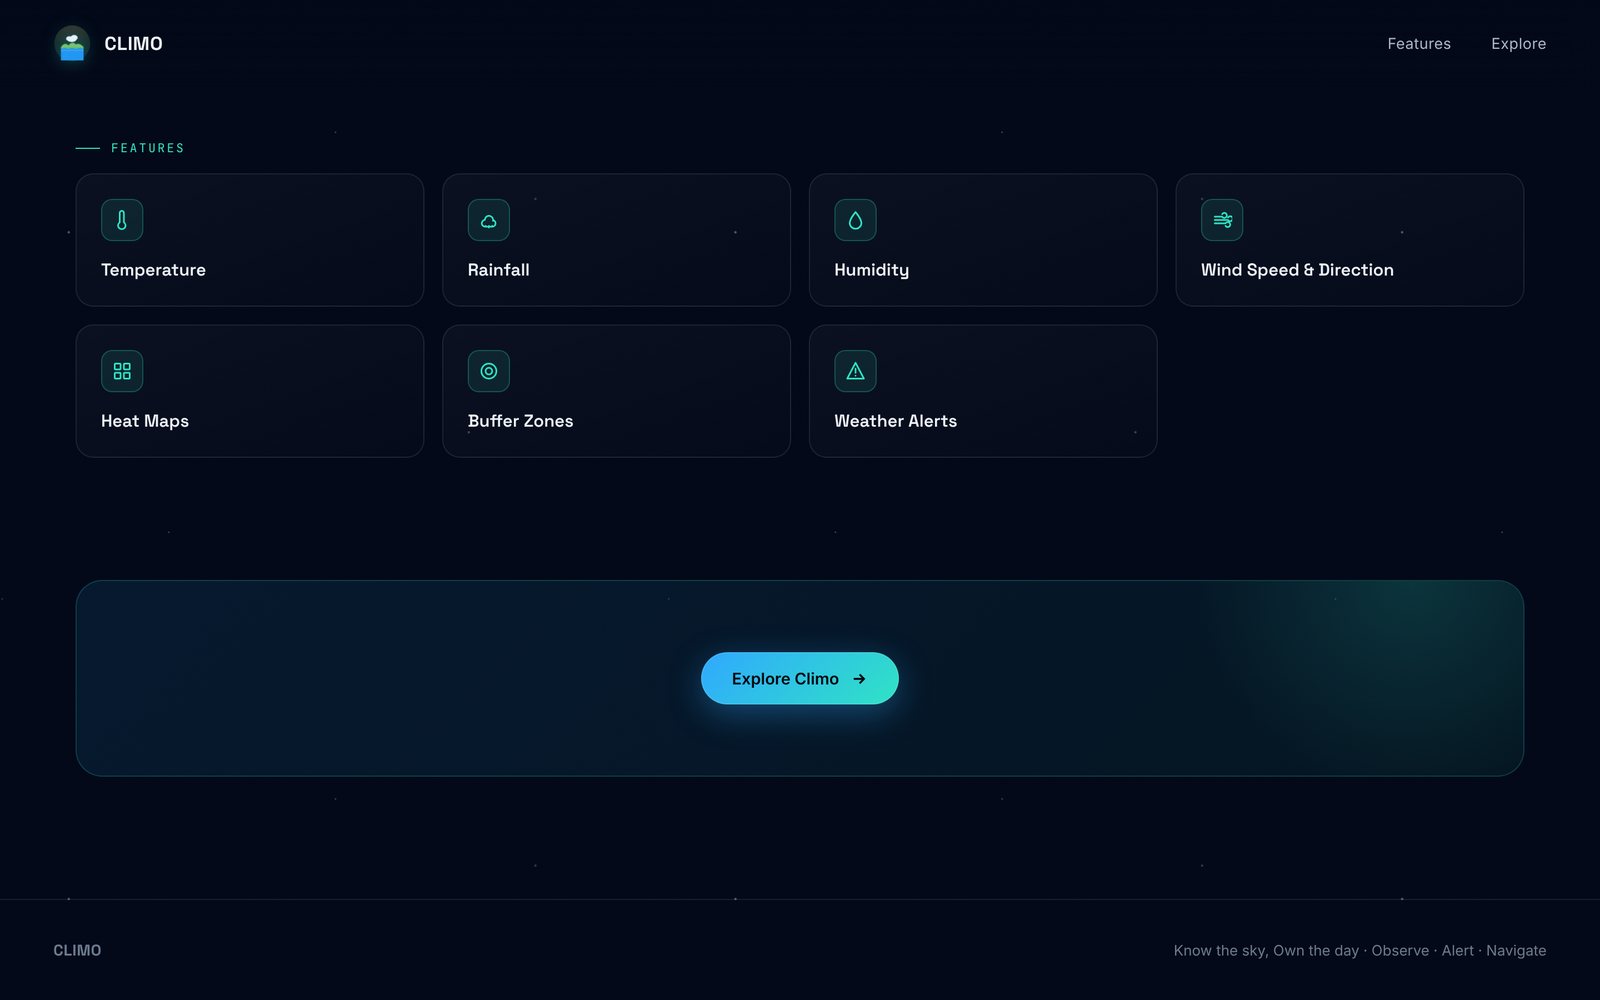 CLIMO
Features
Explore
FEATURES
Temperature
Rainfall
Humidity
Wind Speed & Direction
Heat Maps
Buffer Zones
Weather Alerts
Explore Climo →
CLIMO
Know the sky, Own the day · Observe · Alert · Navigate